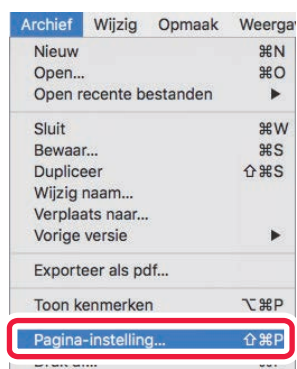 Archief Wijzig Opmaak Weerga
Nieuw ⌘N
Open... ⌘O
Open recente bestanden ▶
Sluit ⌘W
Bewaar... ⌘S
Dupliceer ⇧⌘S
Wijzig naam...
Verplaats naar...
Vorige versie ▶
Exporteer als pdf...
Toon kenmerken ⌥⌘P
Pagina-instelling... ⇧⌘P